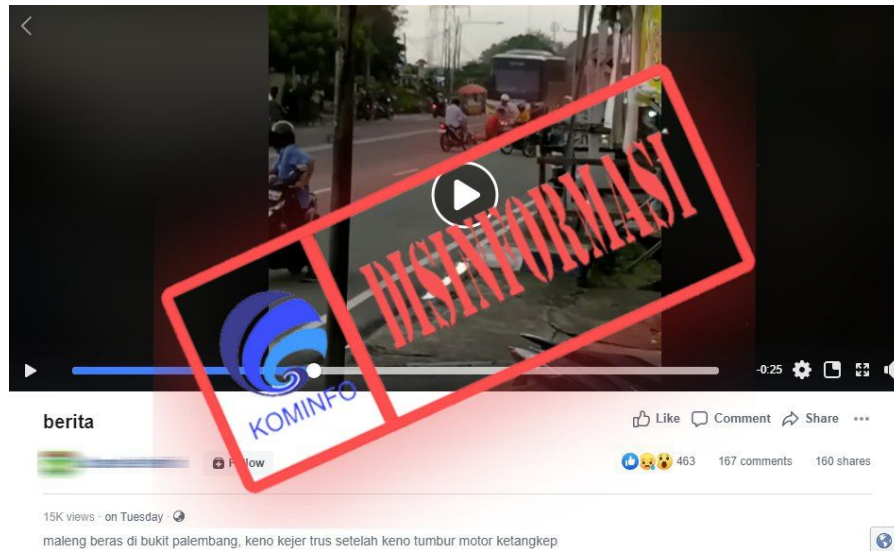 DISINFORMASI
KOMINFO
-0:25
berita
Like Comment Share
Follow
463 167 comments 160 shares
15K views · on Tuesday ·
maleng beras di bukit palembang, keno kejer trus setelah keno tumbur motor ketangkep